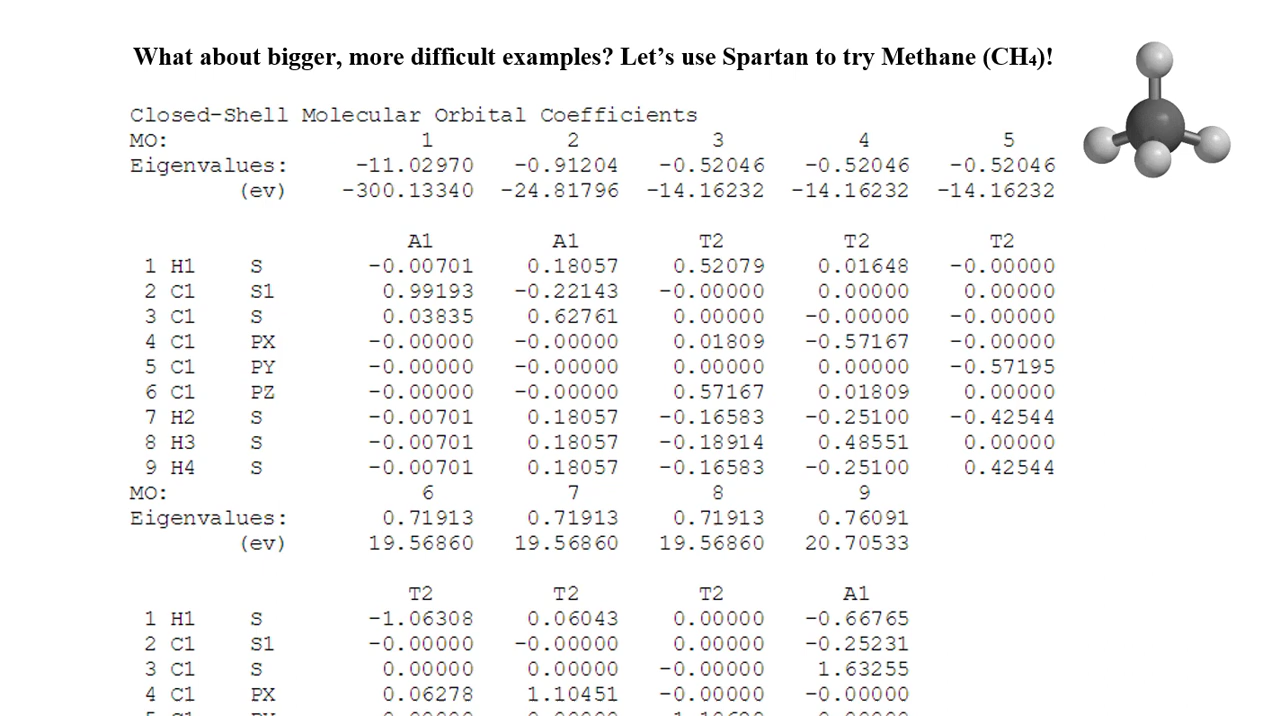 What about bigger, more difficult examples? Let’s use Spartan to try Methane (CH₄)!
Closed-Shell Molecular Orbital Coefficients
MO: 1 2 3 4 5
Eigenvalues: -11.02970 -0.91204 -0.52046 -0.52046 -0.52046
(ev) -300.13340 -24.81796 -14.16232 -14.16232 -14.16232
A1 A1 T2 T2 T2
1 H1 S -0.00701 0.18057 0.52079 0.01648 -0.00000
2 C1 S1 0.99193 -0.22143 -0.00000 0.00000 0.00000
3 C1 S 0.03835 0.62761 0.00000 -0.00000 -0.00000
4 C1 PX -0.00000 -0.00000 0.01809 -0.57167 -0.00000
5 C1 PY -0.00000 -0.00000 0.00000 0.00000 -0.57195
6 C1 PZ -0.00000 -0.00000 0.57167 0.01809 0.00000
7 H2 S -0.00701 0.18057 -0.16583 -0.25100 -0.42544
8 H3 S -0.00701 0.18057 -0.18914 0.48551 0.00000
9 H4 S -0.00701 0.18057 -0.16583 -0.25100 0.42544
MO: 6 7 8 9
Eigenvalues: 0.71913 0.71913 0.71913 0.76091
(ev) 19.56860 19.56860 19.56860 20.70533
T2 T2 T2 A1
1 H1 S -1.06308 0.06043 0.00000 -0.66765
2 C1 S1 -0.00000 -0.00000 0.00000 -0.25231
3 C1 S 0.00000 0.00000 -0.00000 1.63255
4 C1 PX 0.06278 1.10451 -0.00000 -0.00000